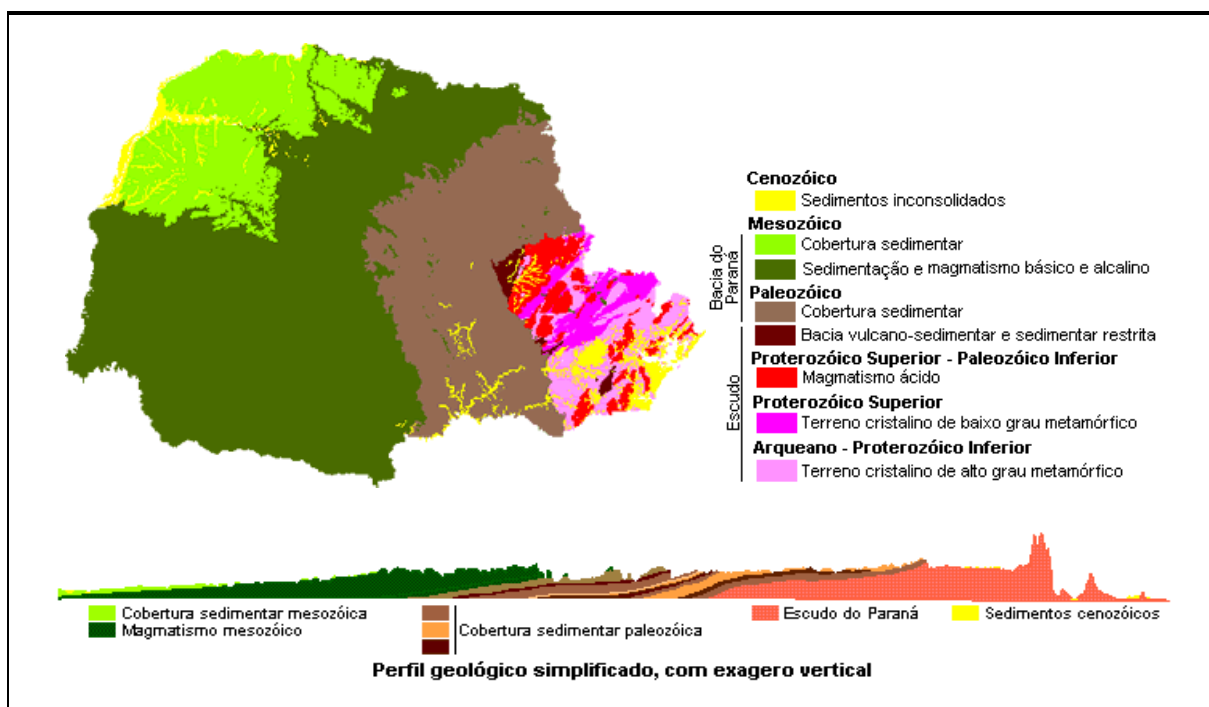 Cenozóico
Sedimentos inconsolidados
Mesozóico
Cobertura sedimentar
Sedimentação e magmatismo básico e alcalino
Bacia do
Paraná
Paleozóico
Cobertura sedimentar
Bacia vulcano-sedimentar e sedimentar restrita
Escudo
Proterozóico Superior - Paleozóico Inferior
Magmatismo ácido
Proterozóico Superior
Terreno cristalino de baixo grau metamórfico
Arqueano - Proterozóico Inferior
Terreno cristalino de alto grau metamórfico
Cobertura sedimentar mesozóica
Magmatismo mesozóico
Cobertura sedimentar paleozóica
Escudo do Paraná
Sedimentos cenozóicos
Perfil geológico simplificado, com exagero vertical